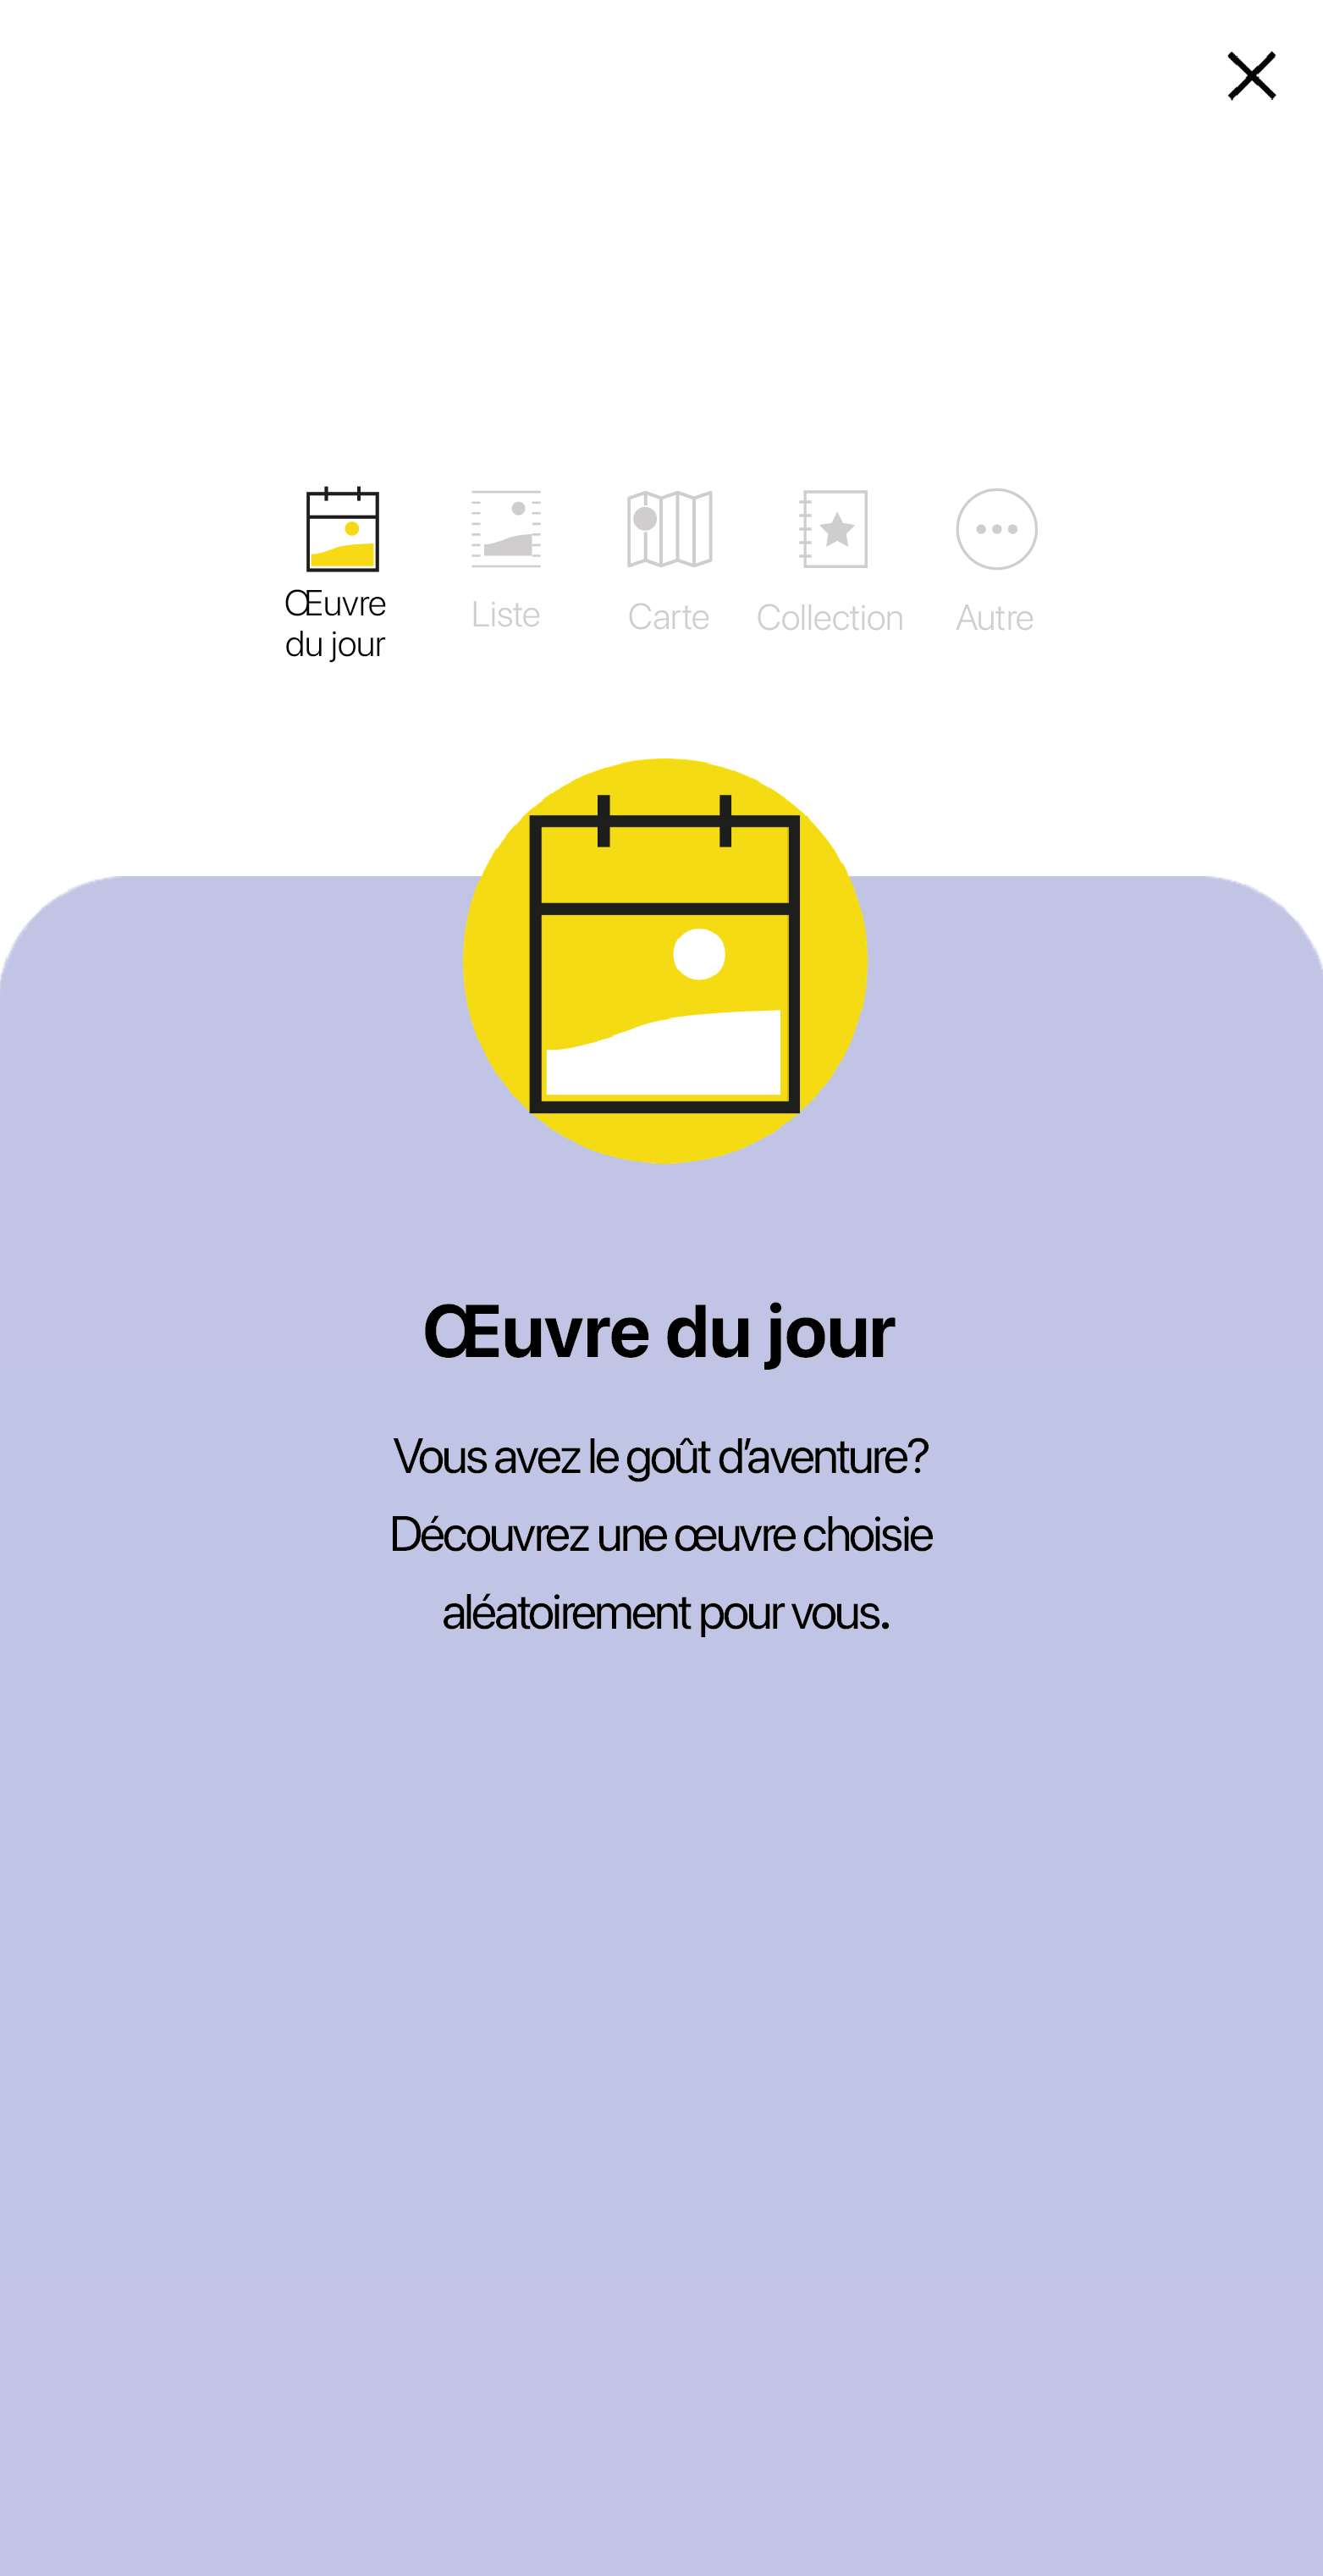 Œuvre
du jour
Liste
Carte
Collection
Autre
Œuvre du jour
Vous avez le goût d’aventure?
Découvrez une œuvre choisie
aléatoirement pour vous.